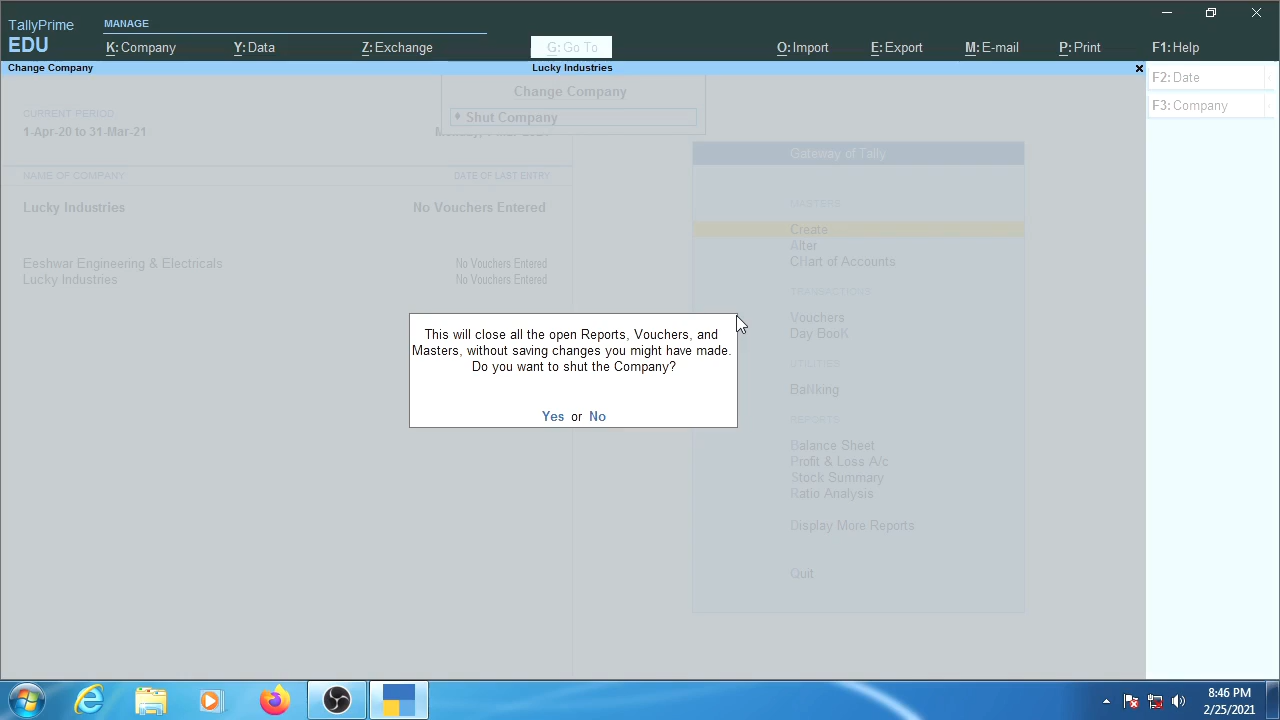 TallyPrime
EDU
MANAGE
K: Company
Y: Data
Z: Exchange
G: Go To
O: Import
E: Export
M: E-mail
P: Print
F1: Help
Change Company
Lucky Industries
F2: Date
F3: Company
Change Company
Shut Company
CURRENT PERIOD
1-Apr-20 to 31-Mar-21
NAME OF COMPANY
DATE OF LAST ENTRY
Lucky Industries
No Vouchers Entered
Eeshwar Engineering & Electricals
No Vouchers Entered
Lucky Industries
No Vouchers Entered
Gateway of Tally
MASTERS
Create
Alter
CHart of Accounts
TRANSACTIONS
Vouchers
Day BooK
UTILITIES
BaNking
REPORTS
Balance Sheet
Profit & Loss A/c
Stock Summary
Ratio Analysis
Display More Reports
Quit
This will close all the open Reports, Vouchers, and
Masters, without saving changes you might have made.
Do you want to shut the Company?
Yes or No
8:46 PM
2/25/2021